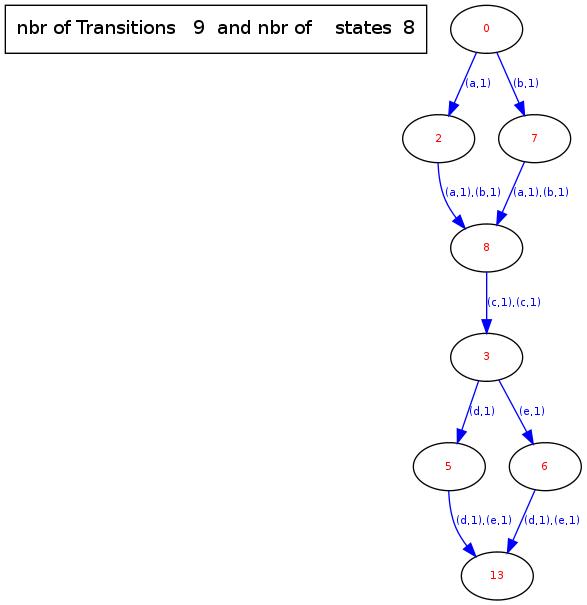 nbr of Transitions 9 and nbr of states 8
0
(a,1) (b,1)
2 7
(a,1),(b,1) (a,1),(b,1)
8
(c,1),(c,1)
3
(d,1) (e,1)
5 6
(d,1),(e,1) (d,1),(e,1)
13